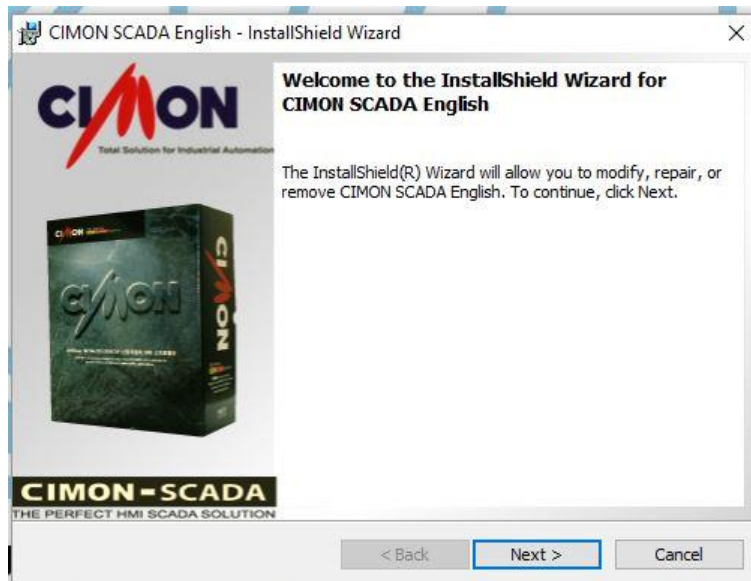 CIMON SCADA English - InstallShield Wizard
CIMON
Total Solution for Industrial Automation
Welcome to the InstallShield Wizard for
CIMON SCADA English
The InstallShield(R) Wizard will allow you to modify, repair, or
remove CIMON SCADA English. To continue, click Next.
CIMON
CIMON
CIMON
CIMON-SCADA
THE PERFECT HMI SCADA SOLUTION
< Back
Next >
Cancel